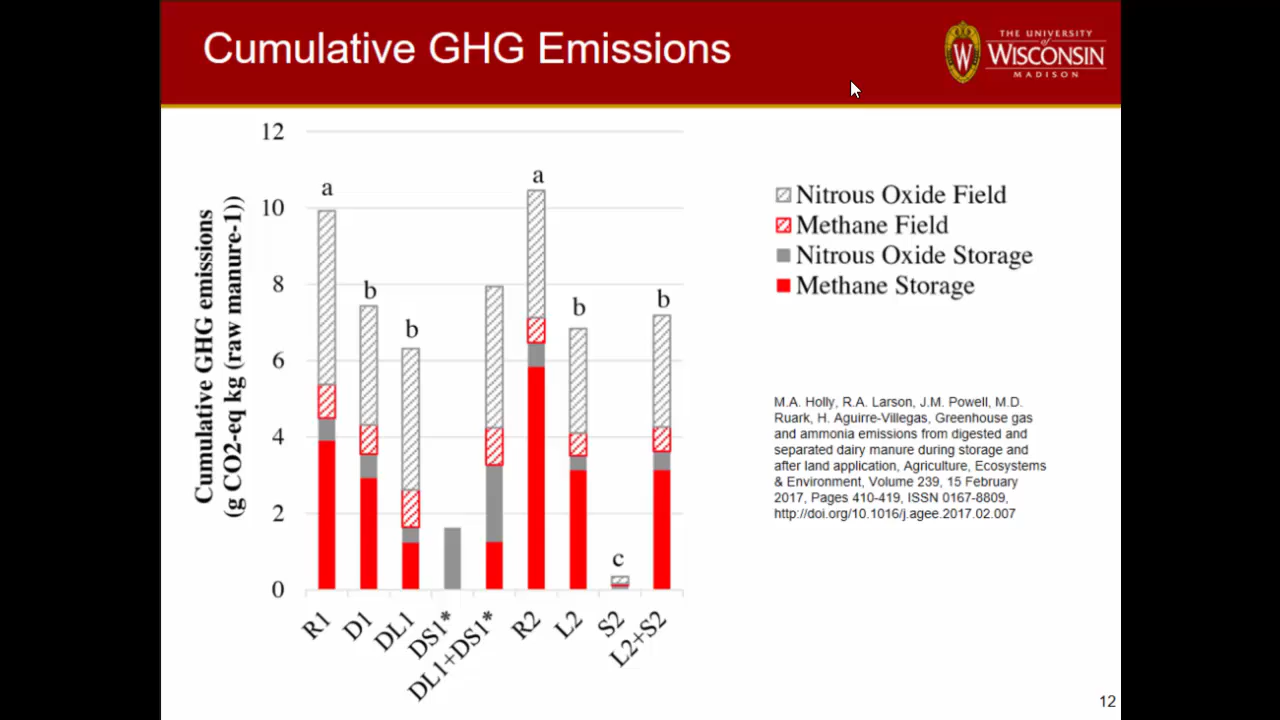 Cumulative GHG Emissions
THE UNIVERSITY
of
WISCONSIN
MADISON
W
Cumulative GHG emissions
(g CO2-eq kg (raw manure-1))
12
10
8
6
4
2
0
a
b
b
a
b
c
b
R1
D1
DL1
DS1*
DL1+DS1*
R2
L2
S2
L2+S2
Nitrous Oxide Field
Methane Field
Nitrous Oxide Storage
Methane Storage
M.A. Holly, R.A. Larson, J.M. Powell, M.D.
Ruark, H. Aguirre-Villegas, Greenhouse gas
and ammonia emissions from digested and
separated dairy manure during storage and
after land application, Agriculture, Ecosystems
& Environment, Volume 239, 15 February
2017, Pages 410-419, ISSN 0167-8809,
http://doi.org/10.1016/j.agee.2017.02.007
12